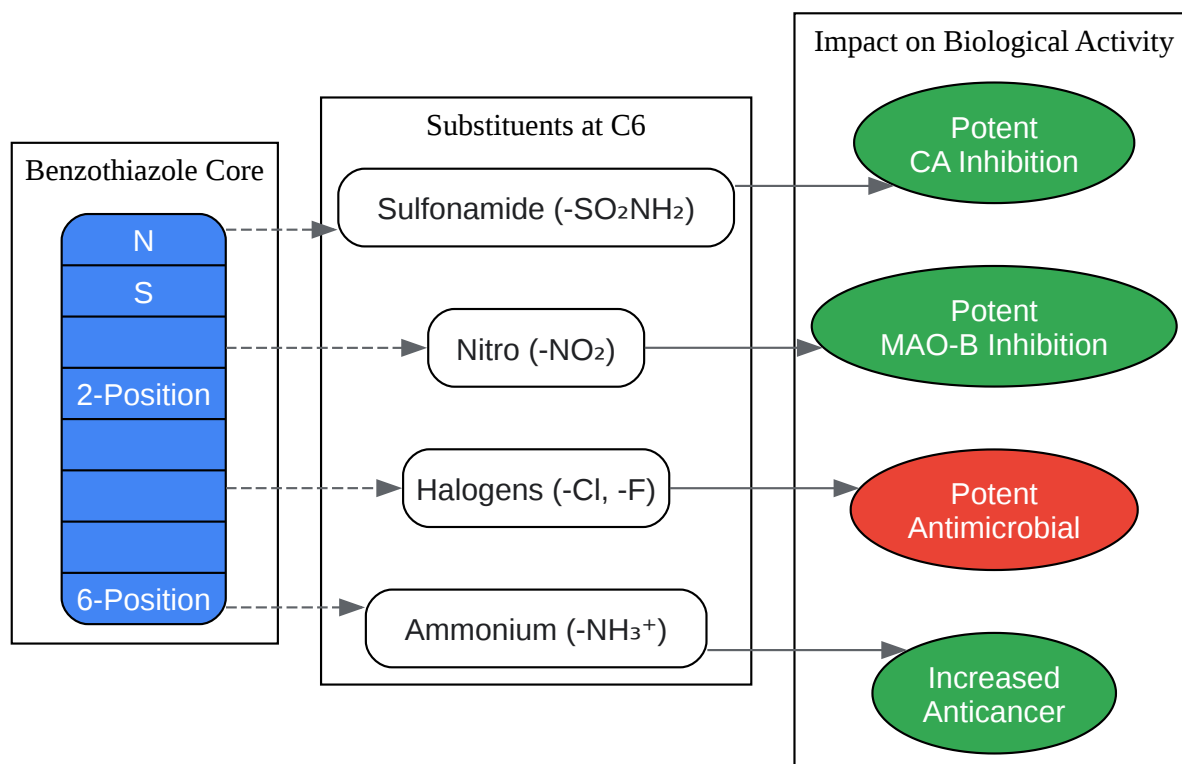 Benzothiazole Core
N
S
2-Position
6-Position
Substituents at C6
Sulfonamide (-SO₂NH₂)
Nitro (-NO₂)
Halogens (-Cl, -F)
Ammonium (-NH₃⁺)
Impact on Biological Activity
Potent
CA Inhibition
Potent
MAO-B Inhibition
Potent
Antimicrobial
Increased
Anticancer